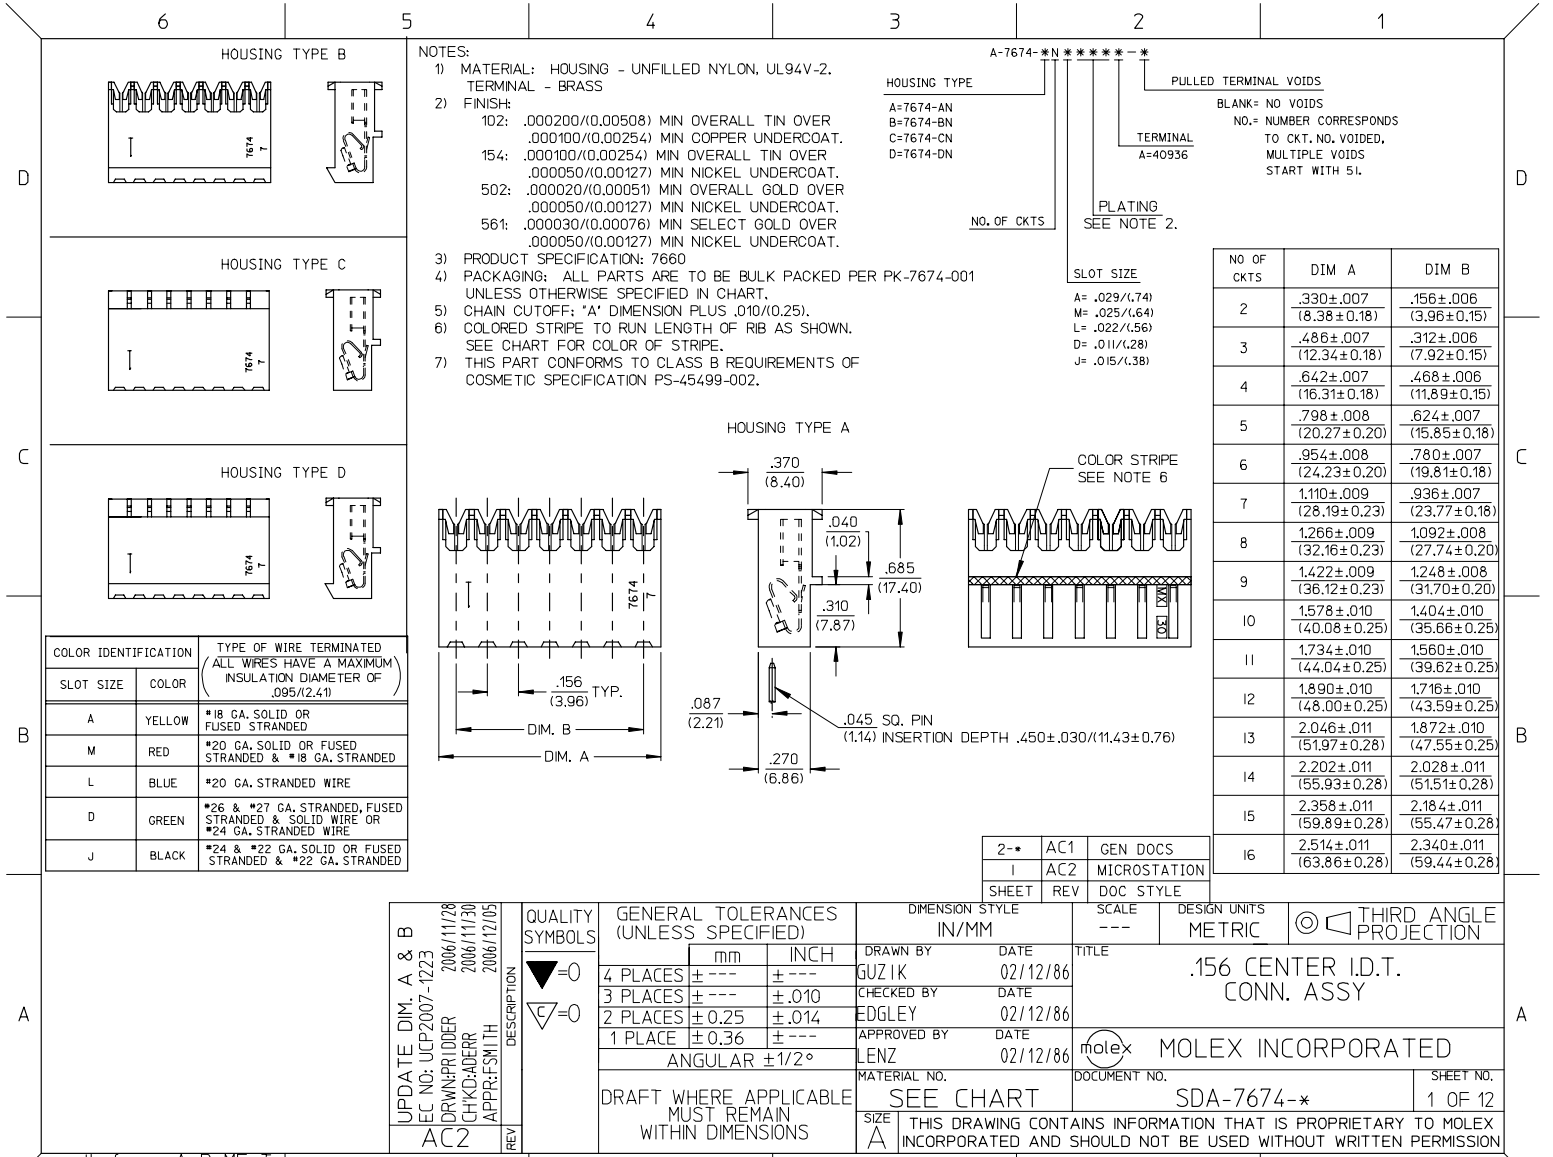 6 5 4 3 2 1
D
C
B
A
D
C
B
A
HOUSING TYPE B
7674
7
HOUSING TYPE C
7674
7
HOUSING TYPE D
7674
7
NOTES:
1) MATERIAL: HOUSING - UNFILLED NYLON, UL94V-2.
TERMINAL - BRASS
2) FINISH:
102: .000200/(0.00508) MIN OVERALL TIN OVER
.000100/(0.00254) MIN COPPER UNDERCOAT.
154: .000100/(0.00254) MIN OVERALL TIN OVER
.000050/(0.00127) MIN NICKEL UNDERCOAT.
502: .000020/(0.00051) MIN OVERALL GOLD OVER
.000050/(0.00127) MIN NICKEL UNDERCOAT.
561: .000030/(0.00076) MIN SELECT GOLD OVER
.000050/(0.00127) MIN NICKEL UNDERCOAT.
3) PRODUCT SPECIFICATION: 7660
4) PACKAGING: ALL PARTS ARE TO BE BULK PACKED PER PK-7674-001
UNLESS OTHERWISE SPECIFIED IN CHART.
5) CHAIN CUTOFF: "A" DIMENSION PLUS .010/(0.25).
6) COLORED STRIPE TO RUN LENGTH OF RIB AS SHOWN.
SEE CHART FOR COLOR OF STRIPE.
7) THIS PART CONFORMS TO CLASS B REQUIREMENTS OF
COSMETIC SPECIFICATION PS-45499-002.
A-7674-*N*****-*
HOUSING TYPE
A=7674-AN
B=7674-BN
C=7674-CN
D=7674-DN
PULLED TERMINAL VOIDS
BLANK= NO VOIDS
NO.= NUMBER CORRESPONDS
TO CKT. NO. VOIDED,
MULTIPLE VOIDS
START WITH 51.
TERMINAL
A=40936
NO. OF CKTS
PLATING
SEE NOTE 2.
SLOT SIZE
A= .029/(.74)
M= .025/(.64)
L= .022/(.56)
D= .011/(.28)
J= .015/(.38)
NO OF CKTS DIM A DIM B
2 .330±.007 (8.38±0.18) .156±.006 (3.96±0.15)
3 .486±.007 (12.34±0.18) .312±.006 (7.92±0.15)
4 .642±.007 (16.31±0.18) .468±.006 (11.89±0.15)
5 .798±.008 (20.27±0.20) .624±.007 (15.85±0.18)
6 .954±.008 (24.23±0.20) .780±.007 (19.81±0.18)
7 1.110±.009 (28.19±0.23) .936±.007 (23.77±0.18)
8 1.266±.009 (32.16±0.23) 1.092±.008 (27.74±0.20)
9 1.422±.009 (36.12±0.23) 1.248±.008 (31.70±0.20)
10 1.578±.010 (40.08±0.25) 1.404±.010 (35.66±0.25)
11 1.734±.010 (44.04±0.25) 1.560±.010 (39.62±0.25)
12 1.890±.010 (48.00±0.25) 1.716±.010 (43.59±0.25)
13 2.046±.011 (51.97±0.28) 1.872±.010 (47.55±0.25)
14 2.202±.011 (55.93±0.28) 2.028±.011 (51.51±0.28)
15 2.358±.011 (59.89±0.28) 2.184±.011 (55.47±0.28)
16 2.514±.011 (63.86±0.28) 2.340±.011 (59.44±0.28)
HOUSING TYPE A
7674
7
.156
(3.96) TYP.
DIM. B
DIM. A
.370
(8.40)
.040
(1.02)
.685
(17.40)
.310
(7.87)
.087
(2.21)
.045 SQ. PIN
(1.14) INSERTION DEPTH .450±.030/(11.43±0.76)
.270
(6.86)
COLOR STRIPE
SEE NOTE 6
MX
30
COLOR IDENTIFICATION
SLOT SIZE COLOR
TYPE OF WIRE TERMINATED
(ALL WIRES HAVE A MAXIMUM
INSULATION DIAMETER OF
.095/(2.41))
A YELLOW #18 GA. SOLID OR
FUSED STRANDED
M RED #20 GA. SOLID OR FUSED
STRANDED & #18 GA. STRANDED
L BLUE #20 GA. STRANDED WIRE
D GREEN #26 & #27 GA. STRANDED, FUSED
STRANDED & SOLID WIRE OR
#24 GA. STRANDED WIRE
J BLACK #24 & #22 GA. SOLID OR FUSED
STRANDED & #22 GA. STRANDED
2-* AC1 GEN DOCS
1 AC2 MICROSTATION
SHEET REV DOC STYLE
UPDATE DIM. A & B
EC NO: UCP2007-1223
DRWN:PRIDDER 2006/11/28
CH'KD:ADERR 2006/11/30
APPR:FSMITH 2006/12/05
DESCRIPTION
AC2
REV
QUALITY
SYMBOLS
=0
C =0
GENERAL TOLERANCES
(UNLESS SPECIFIED)
mm INCH
4 PLACES ± --- ± ---
3 PLACES ± --- ± .010
2 PLACES ± 0.25 ± .014
1 PLACE ± 0.36 ± ---
ANGULAR ±1/2°
DRAFT WHERE APPLICABLE
MUST REMAIN
WITHIN DIMENSIONS
DIMENSION STYLE
IN/MM
SCALE
---
DESIGN UNITS
METRIC
THIRD ANGLE
PROJECTION
DRAWN BY DATE
GUZIK 02/12/86
CHECKED BY DATE
EDGLEY 02/12/86
APPROVED BY DATE
LENZ 02/12/86
TITLE
.156 CENTER I.D.T.
CONN. ASSY
molex MOLEX INCORPORATED
MATERIAL NO.
SEE CHART
DOCUMENT NO.
SDA-7674-*
SHEET NO.
1 OF 12
SIZE
A
THIS DRAWING CONTAINS INFORMATION THAT IS PROPRIETARY TO MOLEX
INCORPORATED AND SHOULD NOT BE USED WITHOUT WRITTEN PERMISSION